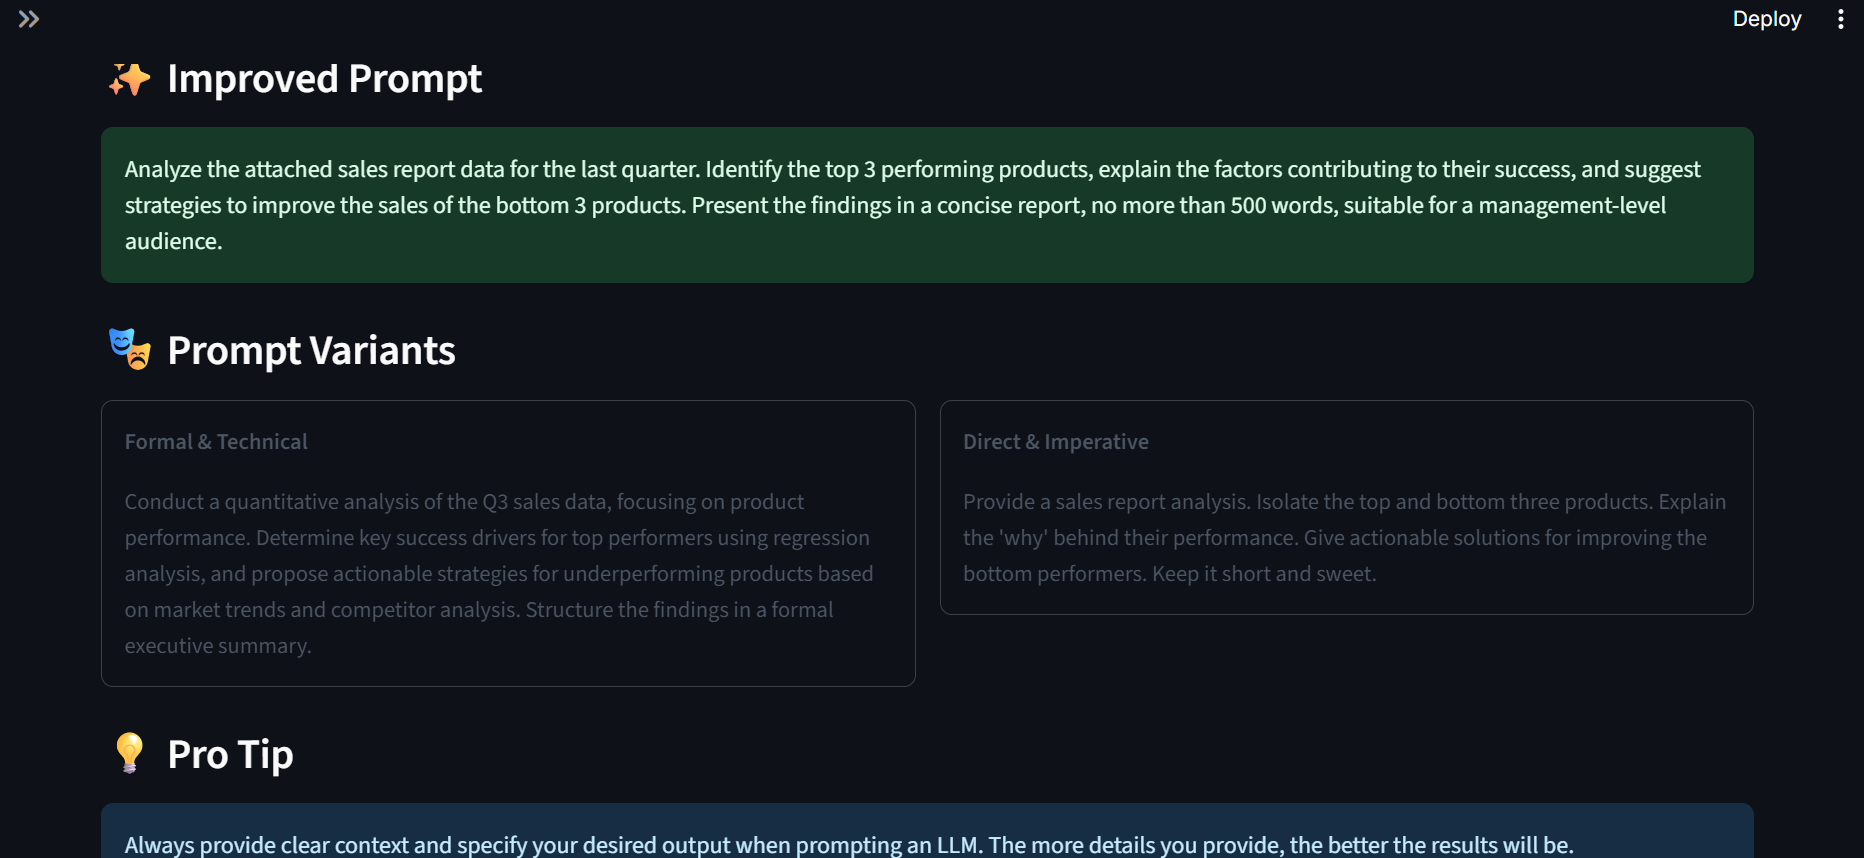 Deploy
Improved Prompt
Analyze the attached sales report data for the last quarter. Identify the top 3 performing products, explain the factors contributing to their success, and suggest
strategies to improve the sales of the bottom 3 products. Present the findings in a concise report, no more than 500 words, suitable for a management-level
audience.
Prompt Variants
Formal & Technical
Conduct a quantitative analysis of the Q3 sales data, focusing on product
performance. Determine key success drivers for top performers using regression
analysis, and propose actionable strategies for underperforming products based
on market trends and competitor analysis. Structure the findings in a formal
executive summary.
Direct & Imperative
Provide a sales report analysis. Isolate the top and bottom three products. Explain
the 'why' behind their performance. Give actionable solutions for improving the
bottom performers. Keep it short and sweet.
Pro Tip
Always provide clear context and specify your desired output when prompting an LLM. The more details you provide, the better the results will be.